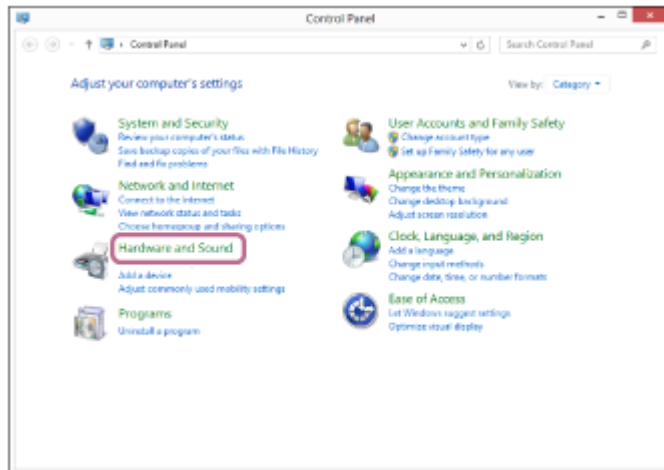 Control Panel
Control Panel
Search Control Panel
Adjust your computer's settings
View by: Category
System and Security
Review your computer's status
Save backup copies of your files with File History
Find and fix problems
Network and Internet
Connect to the Internet
View network status and tasks
Choose homegroup and sharing options
Hardware and Sound
Add a device
Adjust commonly used mobility settings
Programs
Uninstall a program
User Accounts and Family Safety
Change account type
Set up Family Safety for any user
Appearance and Personalization
Change the theme
Change desktop background
Adjust screen resolution
Clock, Language, and Region
Add a language
Change input methods
Change date, time, or number formats
Ease of Access
Let Windows suggest settings
Optimize visual display